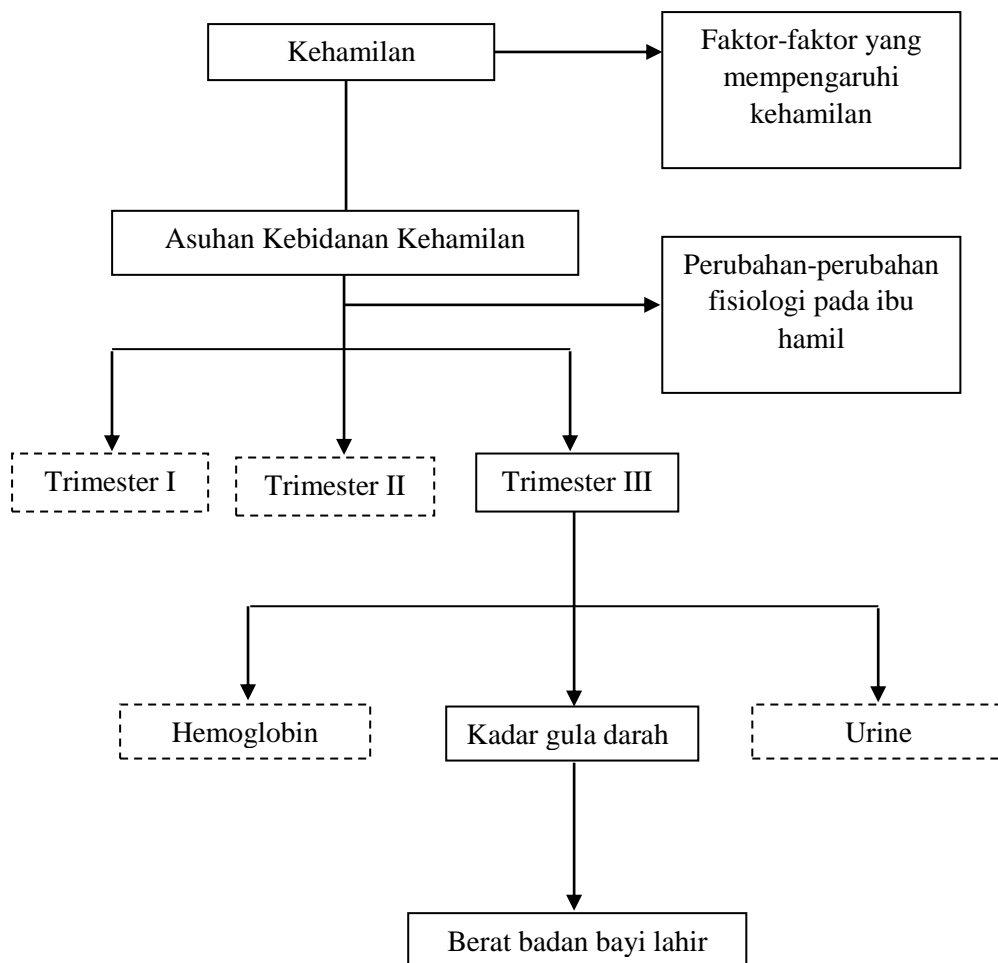 Kehamilan
Faktor-faktor yang
mempengaruhi
kehamilan
Asuhan Kebidanan Kehamilan
Perubahan-perubahan
fisiologi pada ibu
hamil
Trimester I
Trimester II
Trimester III
Hemoglobin
Kadar gula darah
Urine
Berat badan bayi lahir